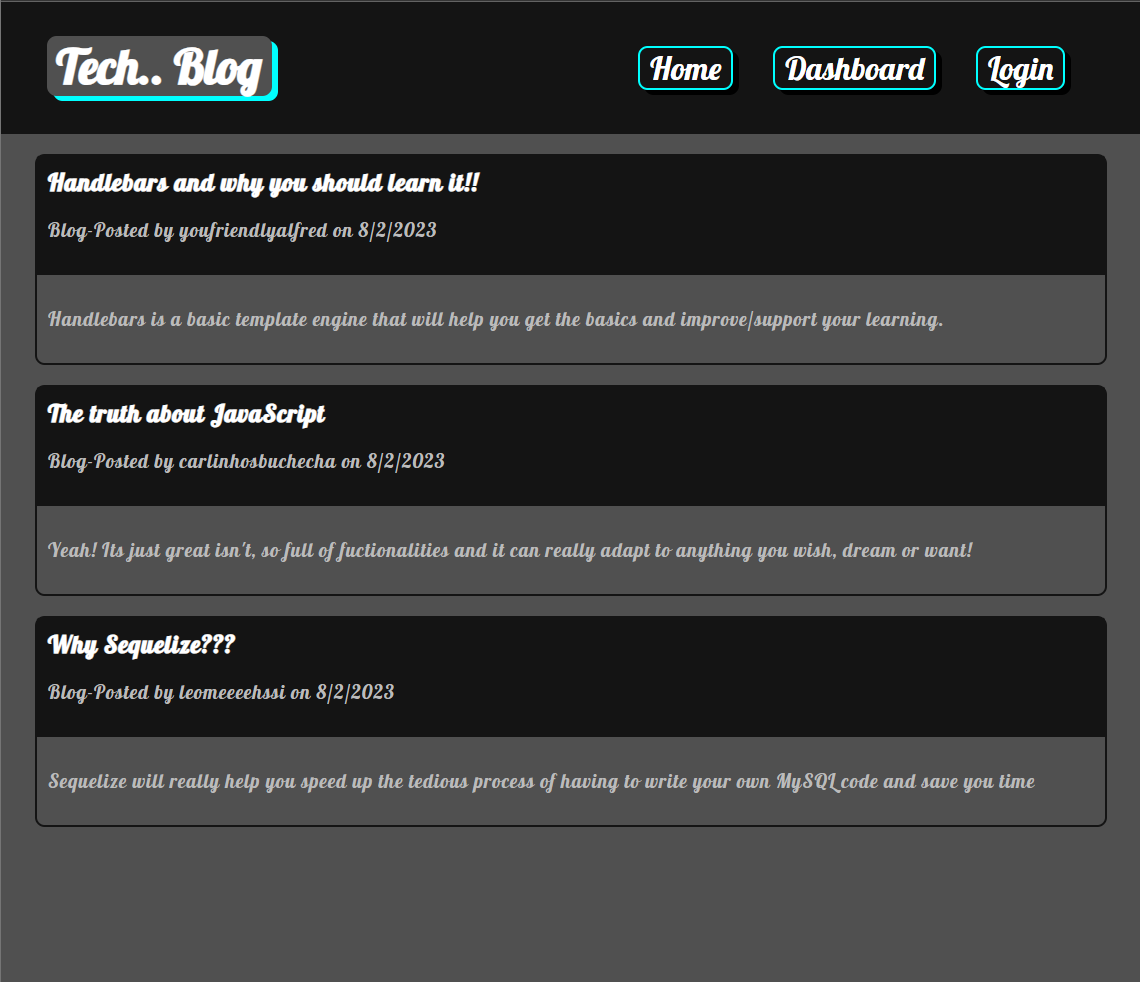 Tech.. Blog
Home Dashboard Login
Handlebars and why you should learn it!!
Blog-Posted by youfriendlyalfred on 8/2/2023
Handlebars is a basic template engine that will help you get the basics and improve/support your learning.
The truth about JavaScript
Blog-Posted by carlinhosbuchecha on 8/2/2023
Yeah! Its just great isn't, so full of fuctionalities and it can really adapt to anything you wish, dream or want!
Why Sequelize???
Blog-Posted by leomeeeehssi on 8/2/2023
Sequelize will really help you speed up the tedious process of having to write your own MySQL code and save you time